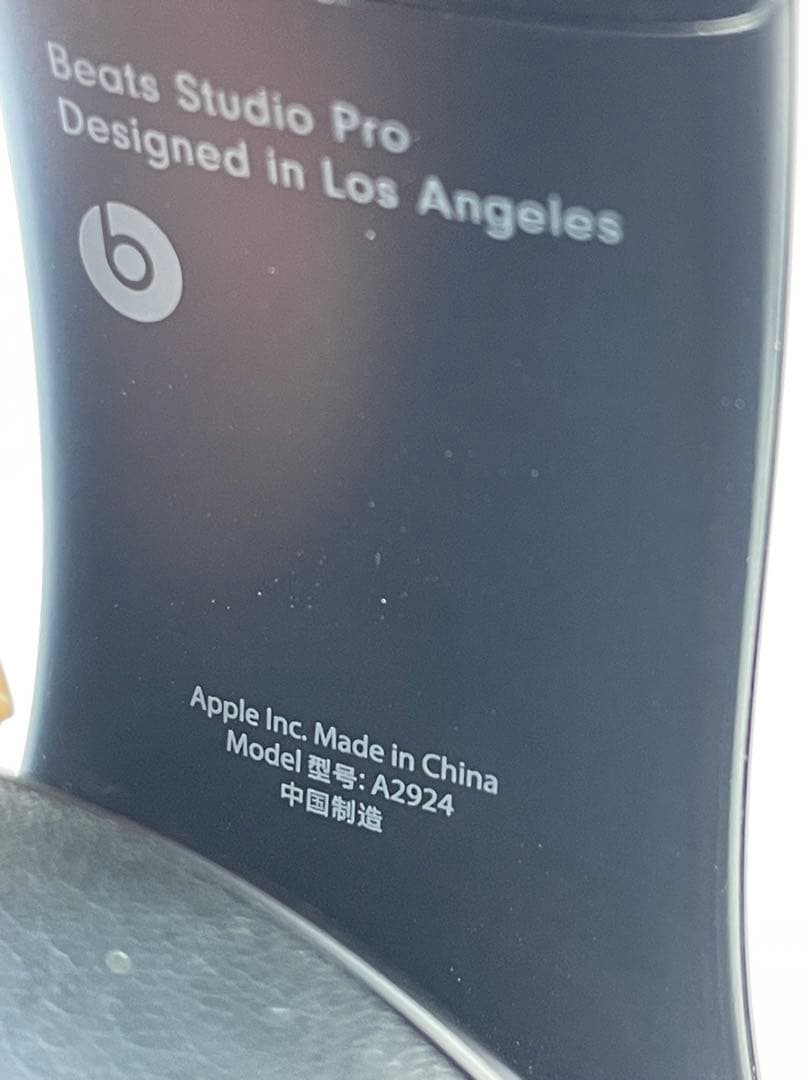 Beats Studio Pro
Designed in Los Angeles
b
Apple Inc. Made in China
Model 型号: A2924
中国制造